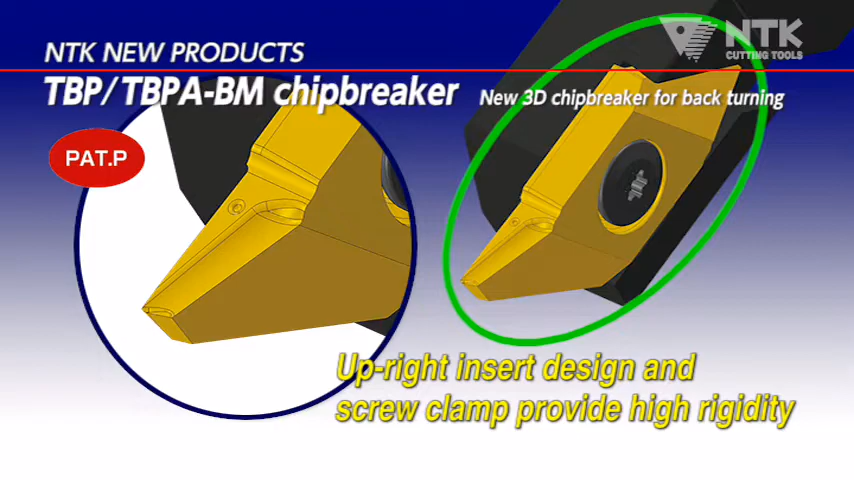 NTK
CUTTING TOOLS
NTK NEW PRODUCTS
TBP/TBPA-BM chipbreaker
New 3D chipbreaker for back turning
PAT.P
Up-right insert design and
screw clamp provide high rigidity